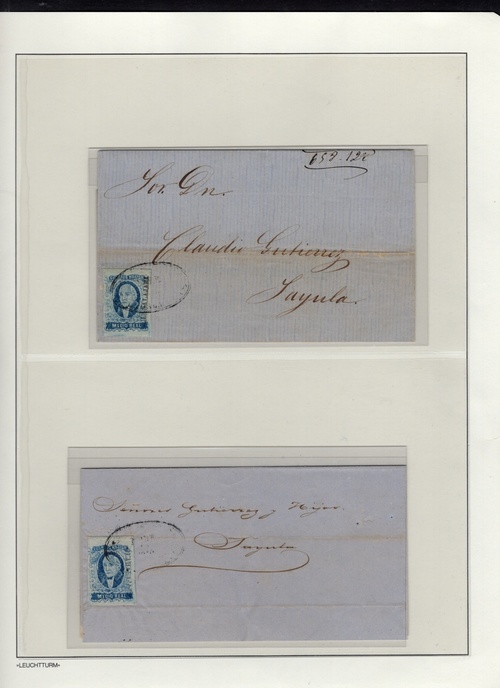 659.128
Sor. Dn.
Claudio Gutierrez
Sayula.
MEDIO REAL
Señores Gutierrez y Hijos.
Sayula
MEDIO REAL
»LEUCHTTURM«